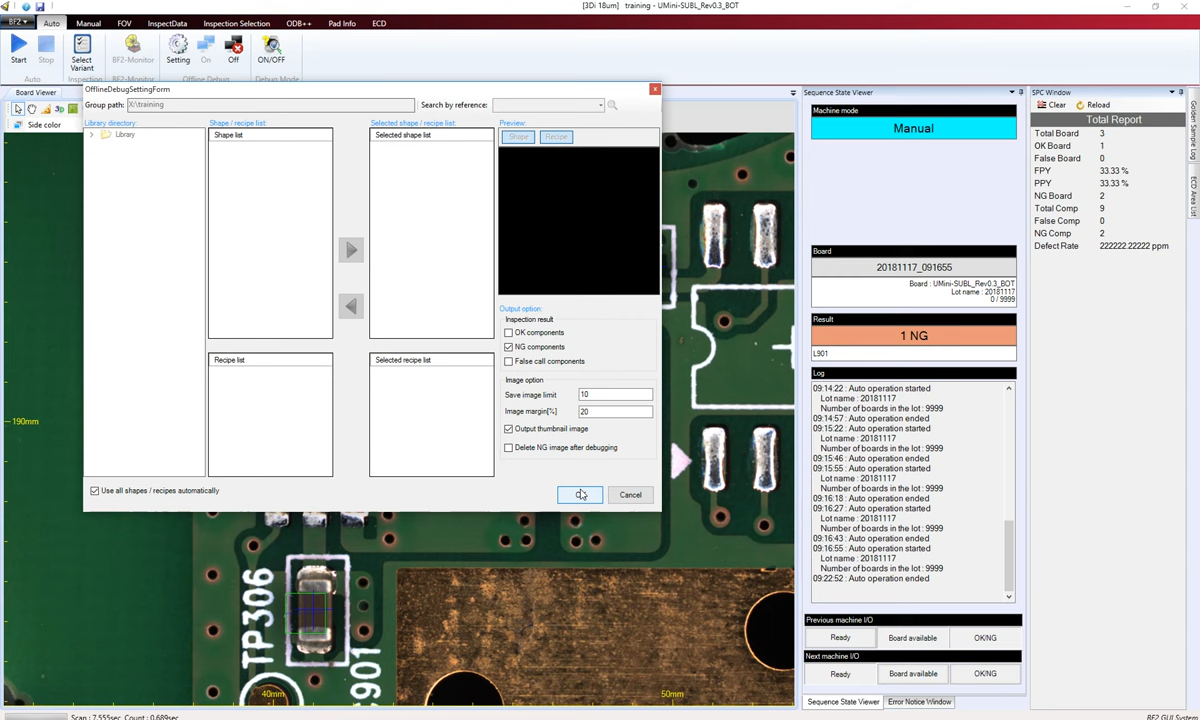 [3Di 18um] training - UMini-SUBL_Rev0.3_BOT
BF2
Auto
Manual
FOV
InspectData
Inspection Selection
ODB++
Pad Info
ECD
Start
Stop
Select Variant
BF2-Monitor
Setting
On
Off
ON/OFF
Auto
Inspection
BF2-Monitor
Offline Debug
Debug Mode
Board Viewer
3D
Side color
OfflineDebugSettingForm
Group path:
X:\training
Search by reference:
Library directory:
Library
Shape / recipe list:
Shape list
Recipe list
Selected shape / recipe list:
Selected shape list
Selected recipe list
Preview:
Shape
Recipe
Output option:
Inspection result
OK components
NG components
False call components
Image option
Save image limit
10
Image margin[%]
20
Output thumbnail image
Delete NG image after debugging
Use all shapes / recipes automatically
Cancel
190mm
TP306
901
40mm
50mm
Scan : 7.555sec, Count : 0.689sec
Sequence State Viewer
Machine mode
Manual
Board
20181117_091655
Board : UMini-SUBL_Rev0.3_BOT
Lot name : 20181117
0 / 9999
Result
1 NG
L901
Log
09:14:22 : Auto operation started
Lot name : 20181117
Number of boards in the lot : 9999
09:14:57 : Auto operation ended
09:15:22 : Auto operation started
Lot name : 20181117
Number of boards in the lot : 9999
09:15:46 : Auto operation ended
09:15:55 : Auto operation started
Lot name : 20181117
Number of boards in the lot : 9999
09:16:18 : Auto operation ended
09:16:27 : Auto operation started
Lot name : 20181117
Number of boards in the lot : 9999
09:16:43 : Auto operation ended
09:16:55 : Auto operation started
Lot name : 20181117
Number of boards in the lot : 9999
09:22:52 : Auto operation ended
Previous machine I/O
Ready
Board available
OK/NG
Next machine I/O
Ready
Board available
OK/NG
Sequence State Viewer
Error Notice Window
SPC Window
Clear
Reload
Total Report
Total Board 3
OK Board 1
False Board 0
FPY 33.33 %
PPY 33.33 %
NG Board 2
Total Comp 9
False Comp 0
NG Comp 2
Defect Rate 222222.22222 ppm
Golden Sample Log
ECD Area List
BF2 GUI System